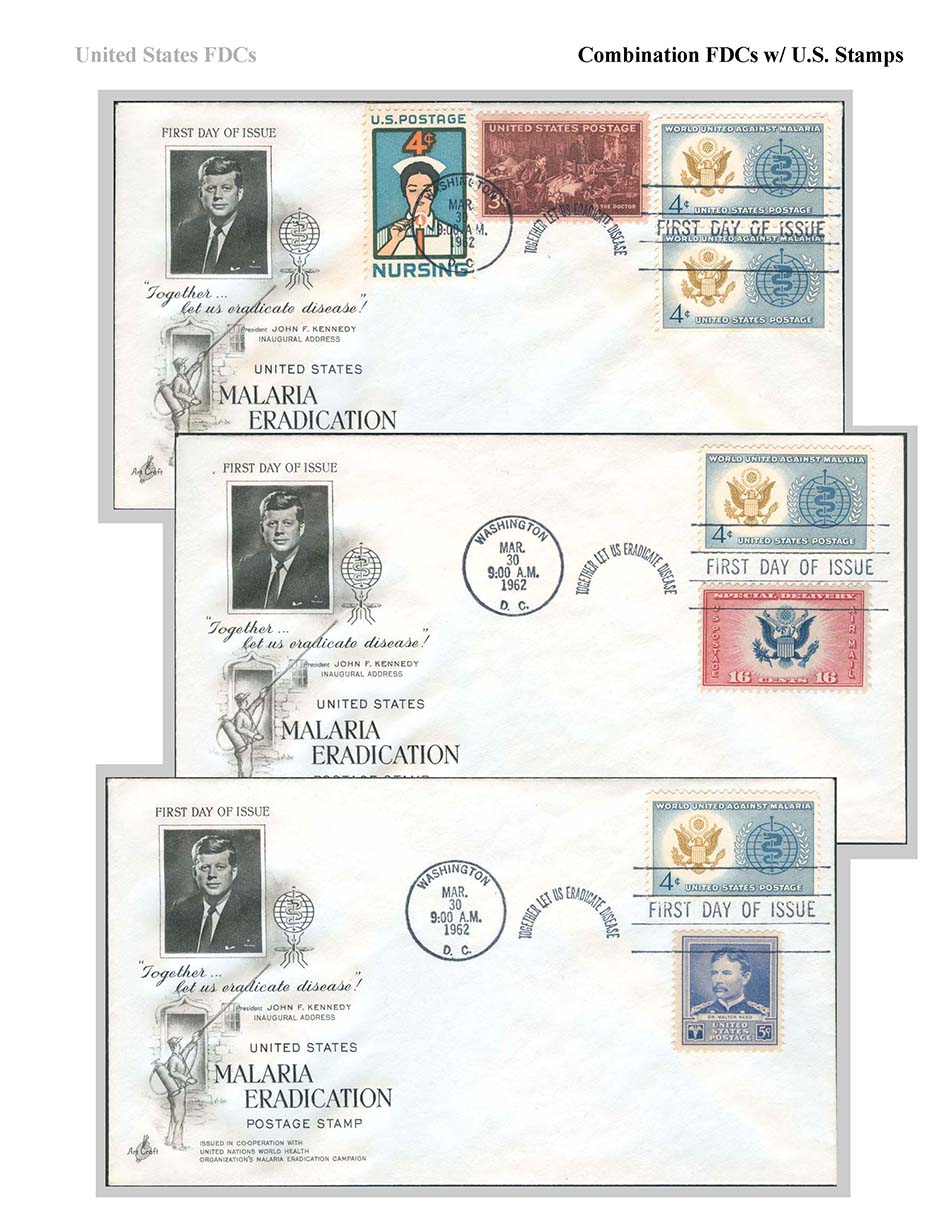 United States FDCs
Combination FDCs w/ U.S. Stamps
FIRST DAY OF ISSUE
"Together ...
let us eradicate disease!"
President JOHN F. KENNEDY
INAUGURAL ADDRESS
UNITED STATES
MALARIA
ERADICATION
Art Craft
U.S. POSTAGE
4¢
NURSING
WASHINGTON
MAR.
30
9:00 A.M.
1962
D. C.
UNITED STATES POSTAGE
3¢
THE DOCTOR
TOGETHER LET US ERADICATE DISEASE
WORLD UNITED AGAINST MALARIA
4¢
UNITED STATES POSTAGE
FIRST DAY OF ISSUE
WORLD UNITED AGAINST MALARIA
4¢
UNITED STATES POSTAGE
FIRST DAY OF ISSUE
"Together ...
let us eradicate disease!"
President JOHN F. KENNEDY
INAUGURAL ADDRESS
UNITED STATES
MALARIA
ERADICATION
POSTAGE STAMP
WASHINGTON
MAR.
30
9:00 A.M.
1962
D. C.
TOGETHER LET US ERADICATE DISEASE
WORLD UNITED AGAINST MALARIA
4¢
UNITED STATES POSTAGE
FIRST DAY OF ISSUE
SPECIAL DELIVERY
US POSTAGE
AIR MAIL
16 CENTS 16
FIRST DAY OF ISSUE
"Together ...
let us eradicate disease!"
President JOHN F. KENNEDY
INAUGURAL ADDRESS
UNITED STATES
MALARIA
ERADICATION
POSTAGE STAMP
ISSUED IN CO-OPERATION WITH
UNITED NATIONS WORLD HEALTH
ORGANIZATION'S MALARIA ERADICATION CAMPAIGN
Art Craft
WASHINGTON
MAR.
30
9:00 A.M.
1962
D. C.
TOGETHER LET US ERADICATE DISEASE
WORLD UNITED AGAINST MALARIA
4¢
UNITED STATES POSTAGE
FIRST DAY OF ISSUE
DR. WALTER REED
UNITED
STATES
POSTAGE
5¢